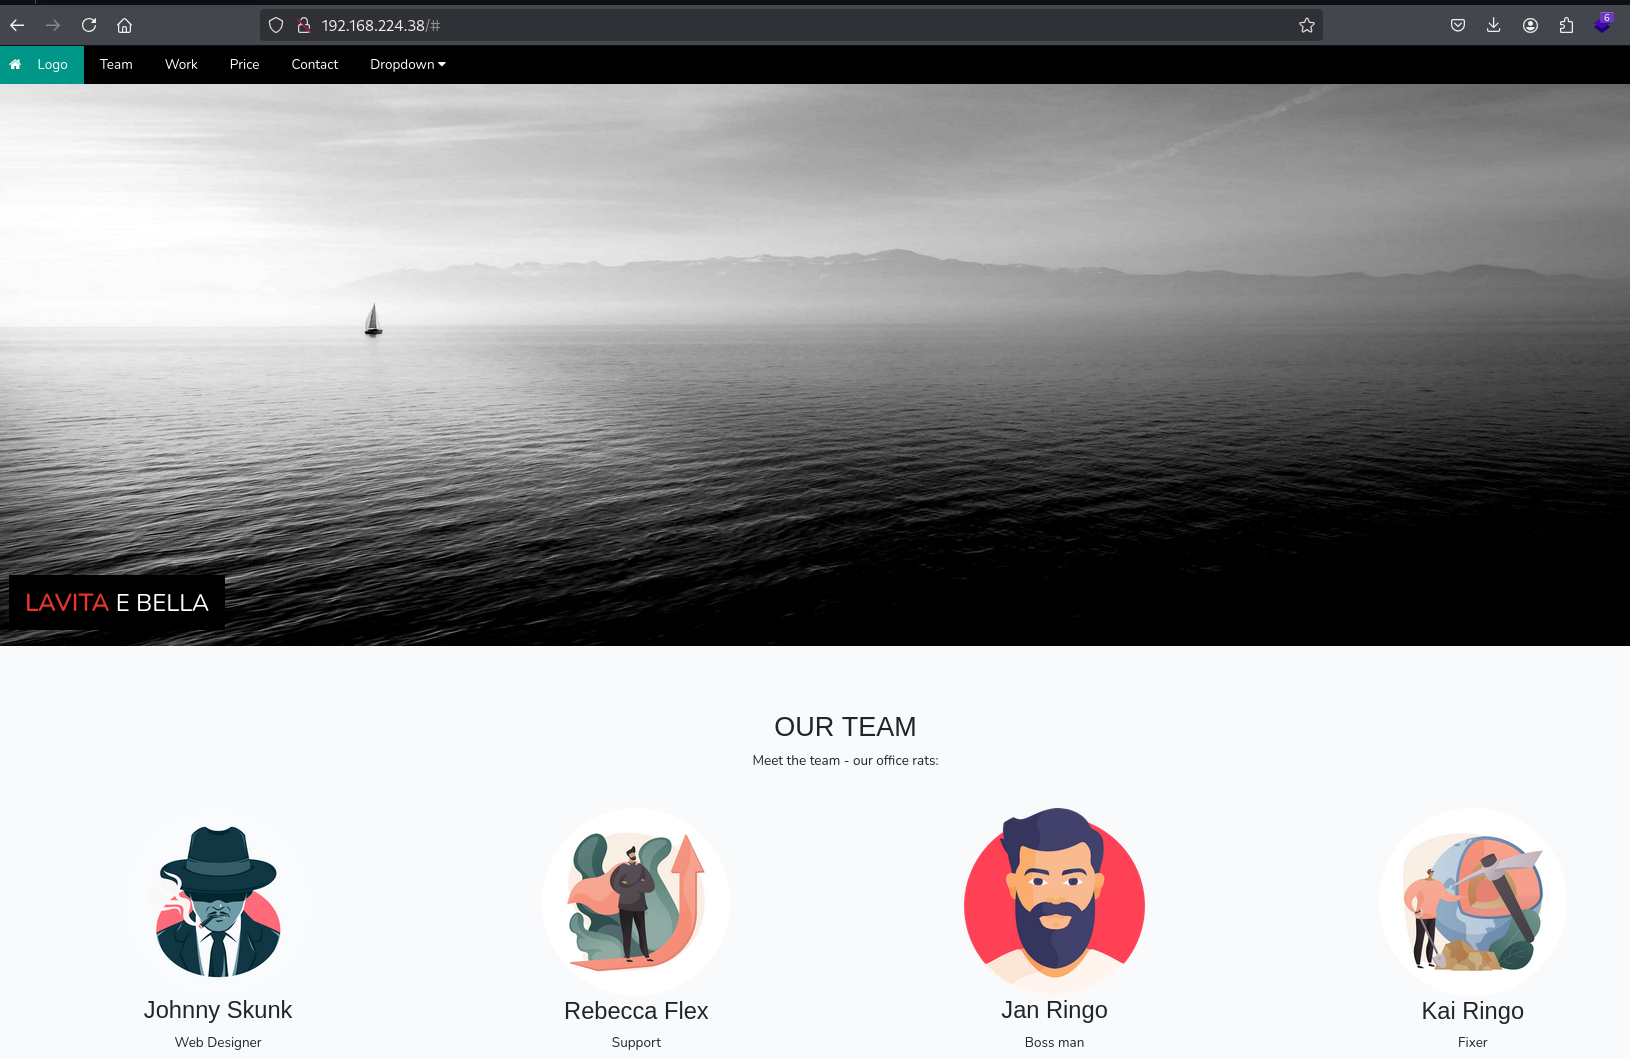 192.168.224.38/#
6
Logo Team Work Price Contact Dropdown
LAVITA E BELLA
OUR TEAM
Meet the team - our office rats:
Johnny Skunk Rebecca Flex Jan Ringo Kai Ringo
Web Designer Support Boss man Fixer